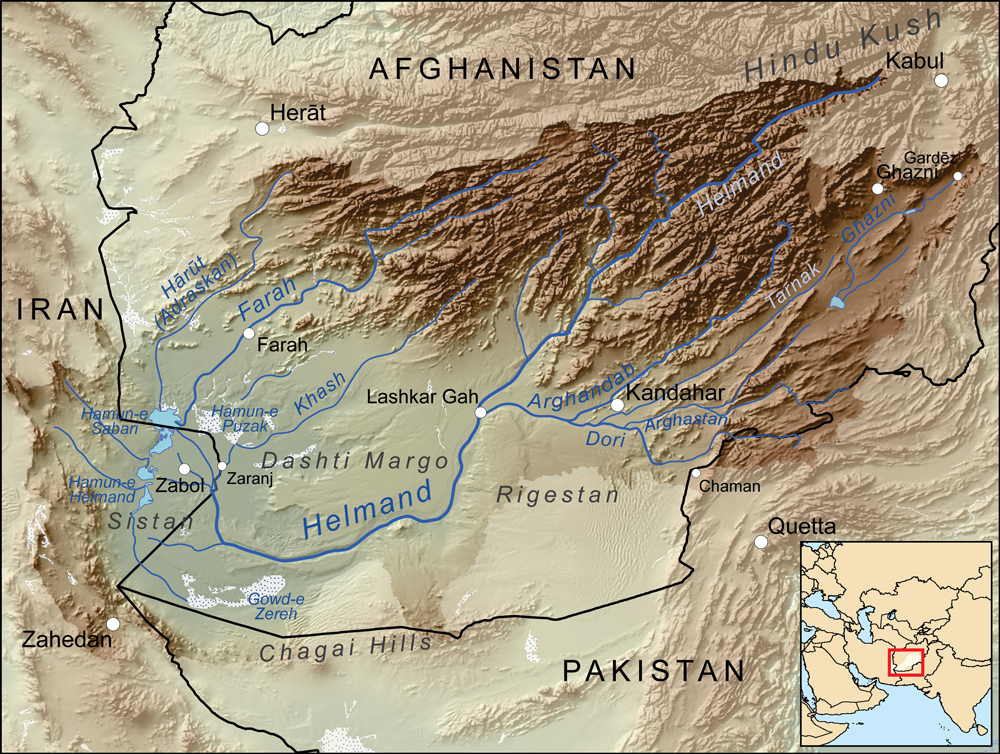 Hindu Kush
AFGHANISTAN
Kabul
Herāt
Gardēz
Ghazni
Helmand
Ghazni
Hārūt
(Adraskan)
Tarnak
IRAN
Farah
Farah
Khash
Lashkar Gah
Arghandab
Kandahar
Hamun-e
Sabari
Hamun-e
Puzak
Arghastan
Dori
Dashti Margo
Zabol
Zaranj
Hamun-e
Helmand
Chaman
Rigestan
Helmand
Sistan
Quetta
Gowd-e
Zereh
Zahedan
Chagai Hills
PAKISTAN